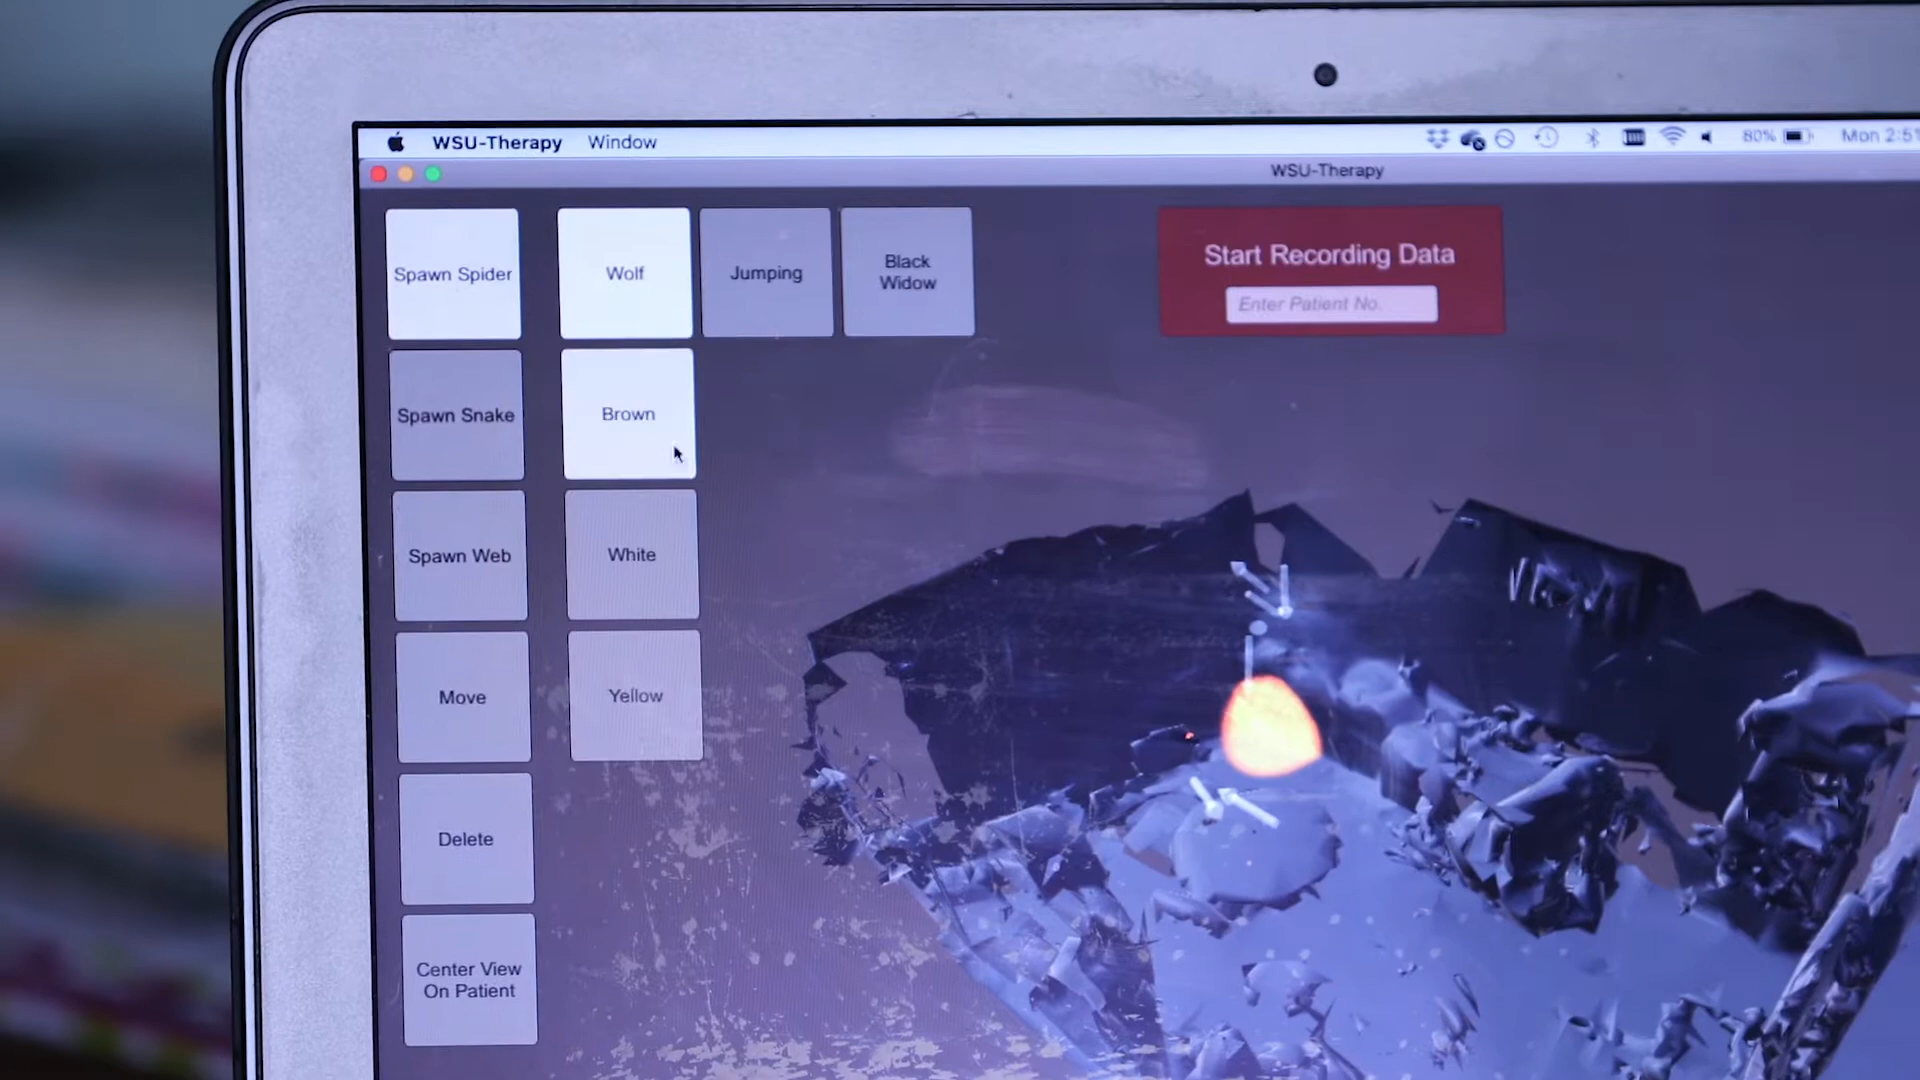 WSU-Therapy Window
80%
Mon 2:51
WSU-Therapy
Spawn Spider
Wolf
Jumping
Black
Widow
Start Recording Data
Enter Patient No.
Spawn Snake
Brown
Spawn Web
White
Move
Yellow
Delete
Center View
On Patient